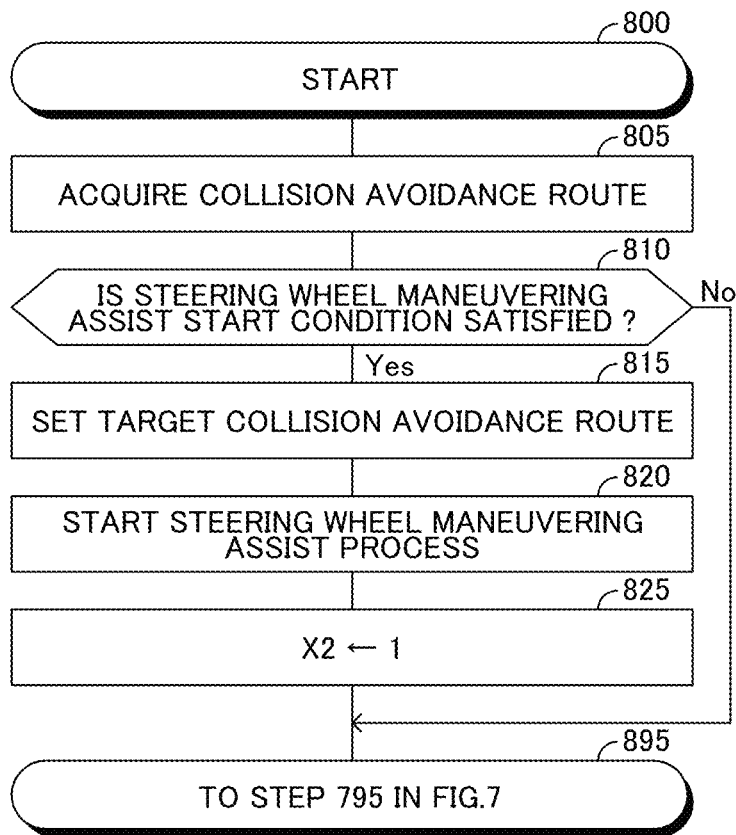 800
START
805
ACQUIRE COLLISION AVOIDANCE ROUTE
810
IS STEERING WHEEL MANEUVERING
ASSIST START CONDITION SATISFIED ?
No
Yes
815
SET TARGET COLLISION AVOIDANCE ROUTE
820
START STEERING WHEEL MANEUVERING
ASSIST PROCESS
825
X2 ← 1
895
TO STEP 795 IN FIG.7